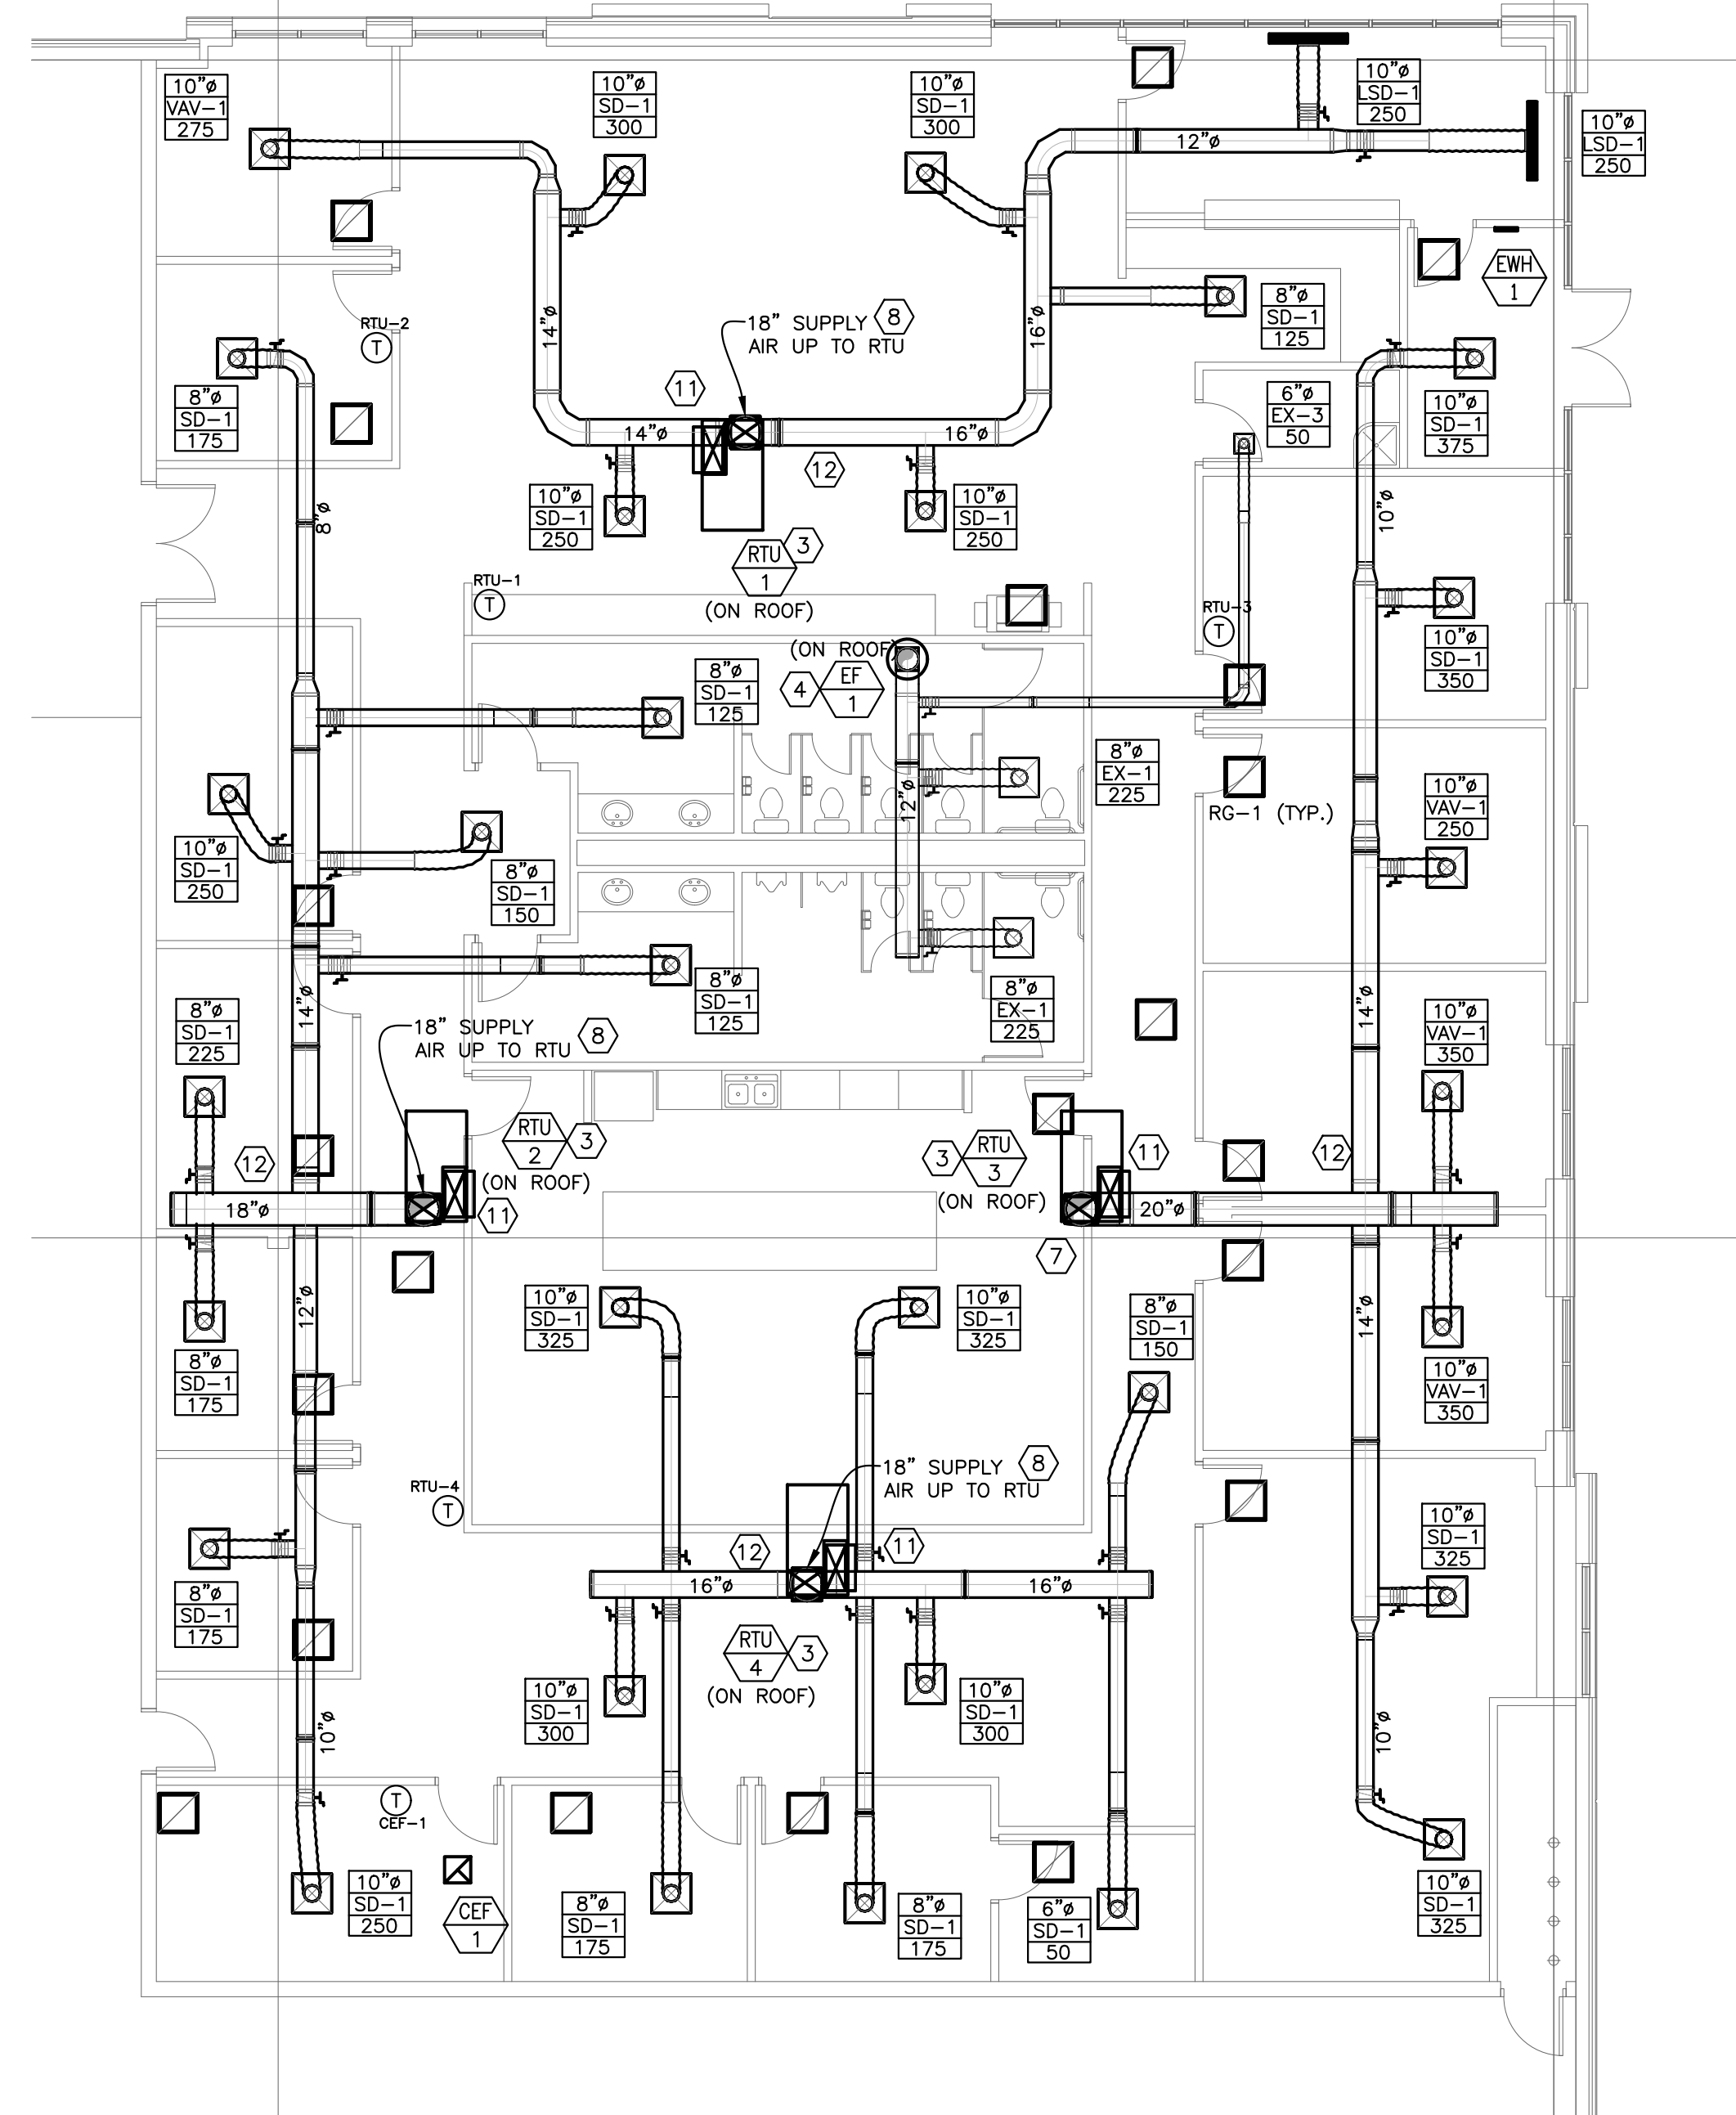 10"ø
VAV-1
275
10"ø
SD-1
300
10"ø
SD-1
300
10"ø
LSD-1
250
10"ø
LSD-1
250
12"ø
EWH
1
8"ø
SD-1
125
14"ø
16"ø
18" SUPPLY
AIR UP TO RTU
8
RTU-2
T
8"ø
SD-1
175
11
6"ø
EX-3
50
10"ø
SD-1
375
14"ø
16"ø
12
10"ø
SD-1
250
10"ø
SD-1
250
8"ø
10"ø
RTU
1
3
(ON ROOF)
RTU-1
T
RTU-3
T
(ON ROOF)
4
EF
1
8"ø
SD-1
125
10"ø
SD-1
350
8"ø
EX-1
225
12"ø
RG-1 (TYP.)
10"ø
VAV-1
250
10"ø
SD-1
250
8"ø
SD-1
150
8"ø
SD-1
125
8"ø
EX-1
225
14"ø
14"ø
8"ø
SD-1
225
18" SUPPLY
AIR UP TO RTU
8
10"ø
VAV-1
350
12
RTU
2
3
(ON ROOF)
11
3
RTU
3
(ON ROOF)
11
12
18"ø
20"ø
7
12"ø
14"ø
8"ø
SD-1
175
10"ø
SD-1
325
10"ø
SD-1
325
8"ø
SD-1
150
10"ø
VAV-1
350
RTU-4
T
18" SUPPLY
AIR UP TO RTU
8
12
11
16"ø
16"ø
10"ø
SD-1
325
8"ø
SD-1
175
RTU
4
3
(ON ROOF)
10"ø
SD-1
300
10"ø
SD-1
300
10"ø
10"ø
T
CEF-1
10"ø
SD-1
250
CEF
1
8"ø
SD-1
175
8"ø
SD-1
175
6"ø
SD-1
50
10"ø
SD-1
325